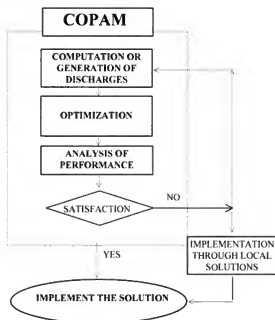 COPAM
COMPUTATION OR
GENERATION OF
DISCHARGES
OPTIMIZATION
ANALYSIS OF
PERFORMANCE
SATISFACTION
NO
YES
IMPLEMENTATION
THROUGH LOCAL
SOLUTIONS
IMPLEMENT THE SOLUTION